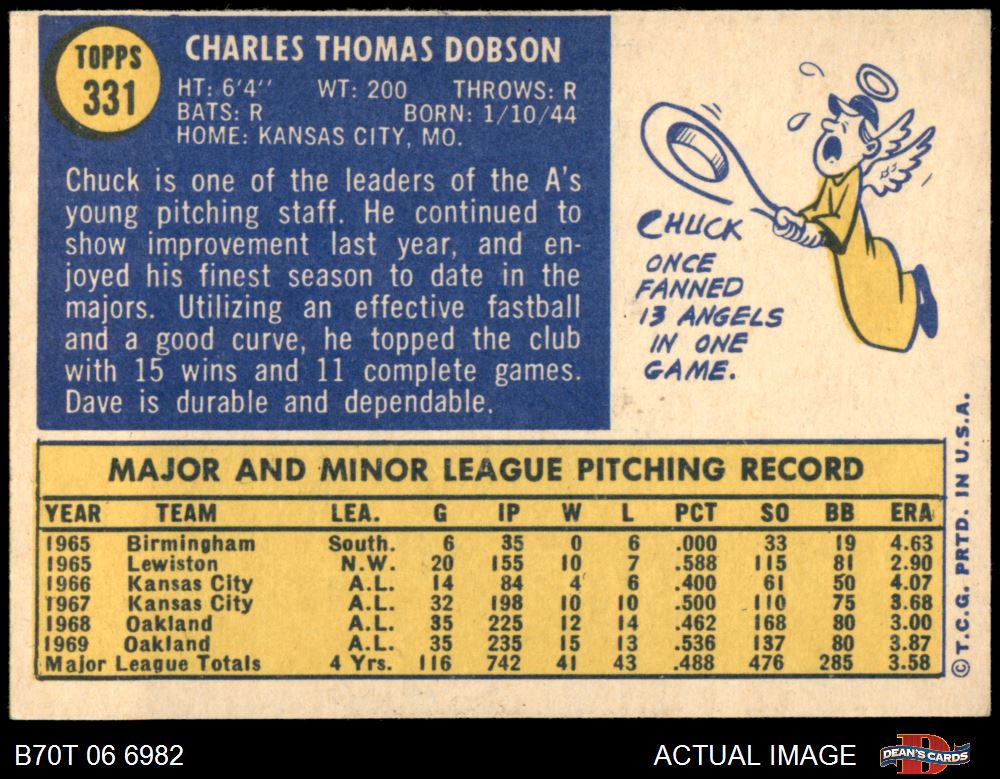 TOPPS
331
CHARLES THOMAS DOBSON
HT: 6'4'' WT: 200 THROWS: R
BATS: R BORN: 1/10/44
HOME: KANSAS CITY, MO.
Chuck is one of the leaders of the A's
young pitching staff. He continued to
show improvement last year, and en-
joyed his finest season to date in the
majors. Utilizing an effective fastball
and a good curve, he topped the club
with 15 wins and 11 complete games.
Dave is durable and dependable.
CHUCK
ONCE
FANNED
13 ANGELS
IN ONE
GAME.
MAJOR AND MINOR LEAGUE PITCHING RECORD
YEAR TEAM LEA. G IP W L PCT SO BB ERA
1965 Birmingham South. 6 35 0 6 .000 33 19 4.63
1965 Lewiston N.W. 20 155 10 7 .588 115 81 2.90
1966 Kansas City A.L. 14 84 4 6 .400 61 50 4.07
1967 Kansas City A.L. 32 198 10 10 .500 110 75 3.68
1968 Oakland A.L. 35 225 12 14 .462 168 80 3.00
1969 Oakland A.L. 35 235 15 13 .536 137 80 3.87
Major League Totals 4 Yrs. 116 742 41 43 .488 476 285 3.58
© T.C.G. PRTD. IN U.S.A.
B70T 06 6982
ACTUAL IMAGE
DEAN'S CARDS